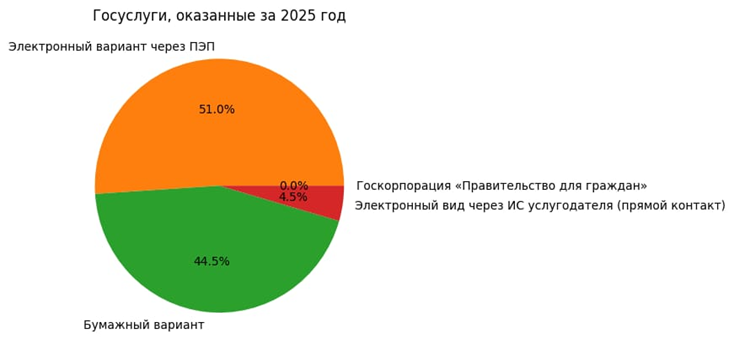 Госуслуги, оказанные за 2025 год
Электронный вариант через ПЭП
51.0%
0.0%
Госкорпорация «Правительство для граждан»
4.5%
Электронный вид через ИС услугодателя (прямой контакт)
44.5%
Бумажный вариант